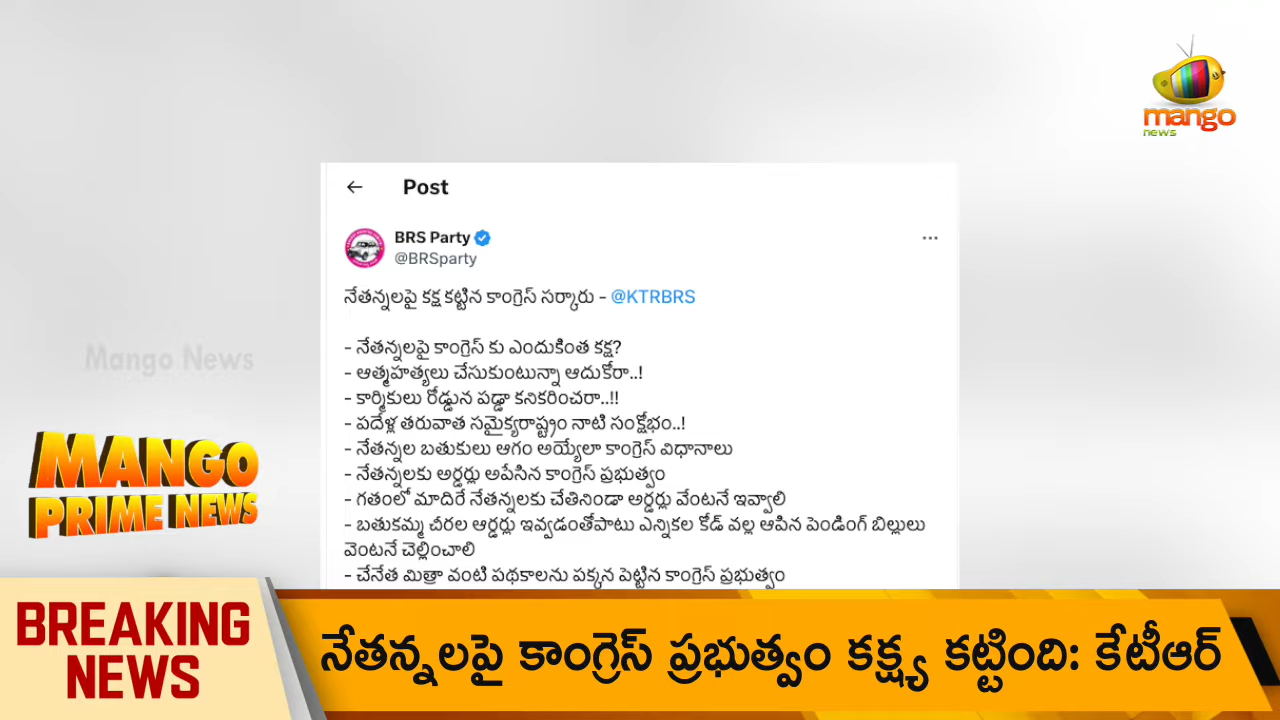 mango
news
Post
BRS Party
@BRSparty
నేతన్నలపై కక్ష కట్టిన కాంగ్రెస్ సర్కారు - @KTRBRS
- నేతన్నలపై కాంగ్రెస్ కు ఎందుకింత కక్ష?
- ఆత్మహత్యలు చేసుకుంటున్నా ఆదుకోరా..!
- కార్మికులు రోడ్డున పడ్డా కనికరించరా..!!
- పదేళ్ల తరువాత సమైక్యరాష్ట్రం నాటి సంక్షోభం..!
- నేతన్నల బతుకులు ఆగం అయ్యేలా కాంగ్రెస్ విధానాలు
- నేతన్నలకు అర్డర్లు అపేసిన కాంగ్రెస్ ప్రభుత్వం
- గతంలో మాదిరే నేతన్నలకు చేతినిండా అర్డర్లు వేంటనే ఇవ్వాలి
- బతుకమ్మ చీరల ఆర్డర్లు ఇవ్వడంతోపాటు ఎన్నికల కోడ్ వల్ల ఆపిన పెండింగ్ బిల్లులు
వెంటనే చెల్లించాలి
- చేనేత మిత్రా వంటి పథకాలను పక్కన పెట్టిన కాంగ్రెస్ ప్రభుత్వం
Mango News
MANGO
PRIME NEWS
BREAKING
NEWS
నేతన్నలపై కాంగ్రెస్ ప్రభుత్వం కక్ష్య కట్టింది: కేటీఆర్